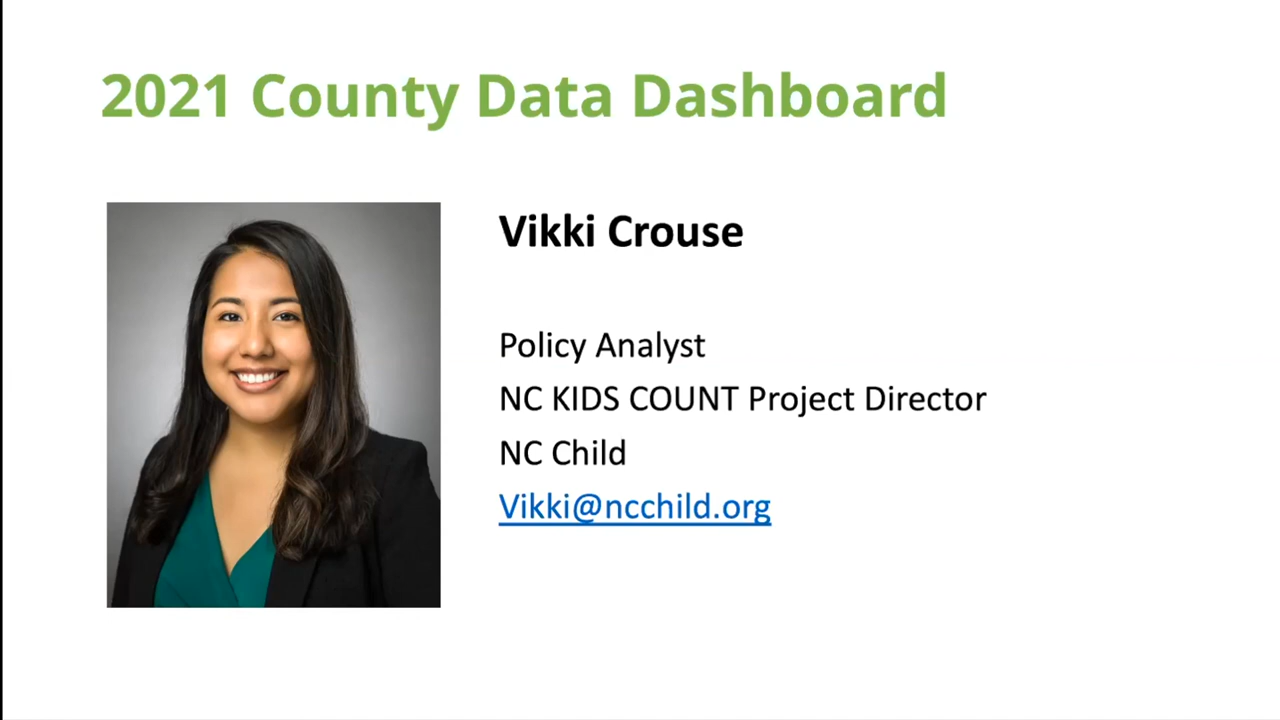 2021 County Data Dashboard
Vikki Crouse
Policy Analyst
NC KIDS COUNT Project Director
NC Child
Vikki@ncchild.org